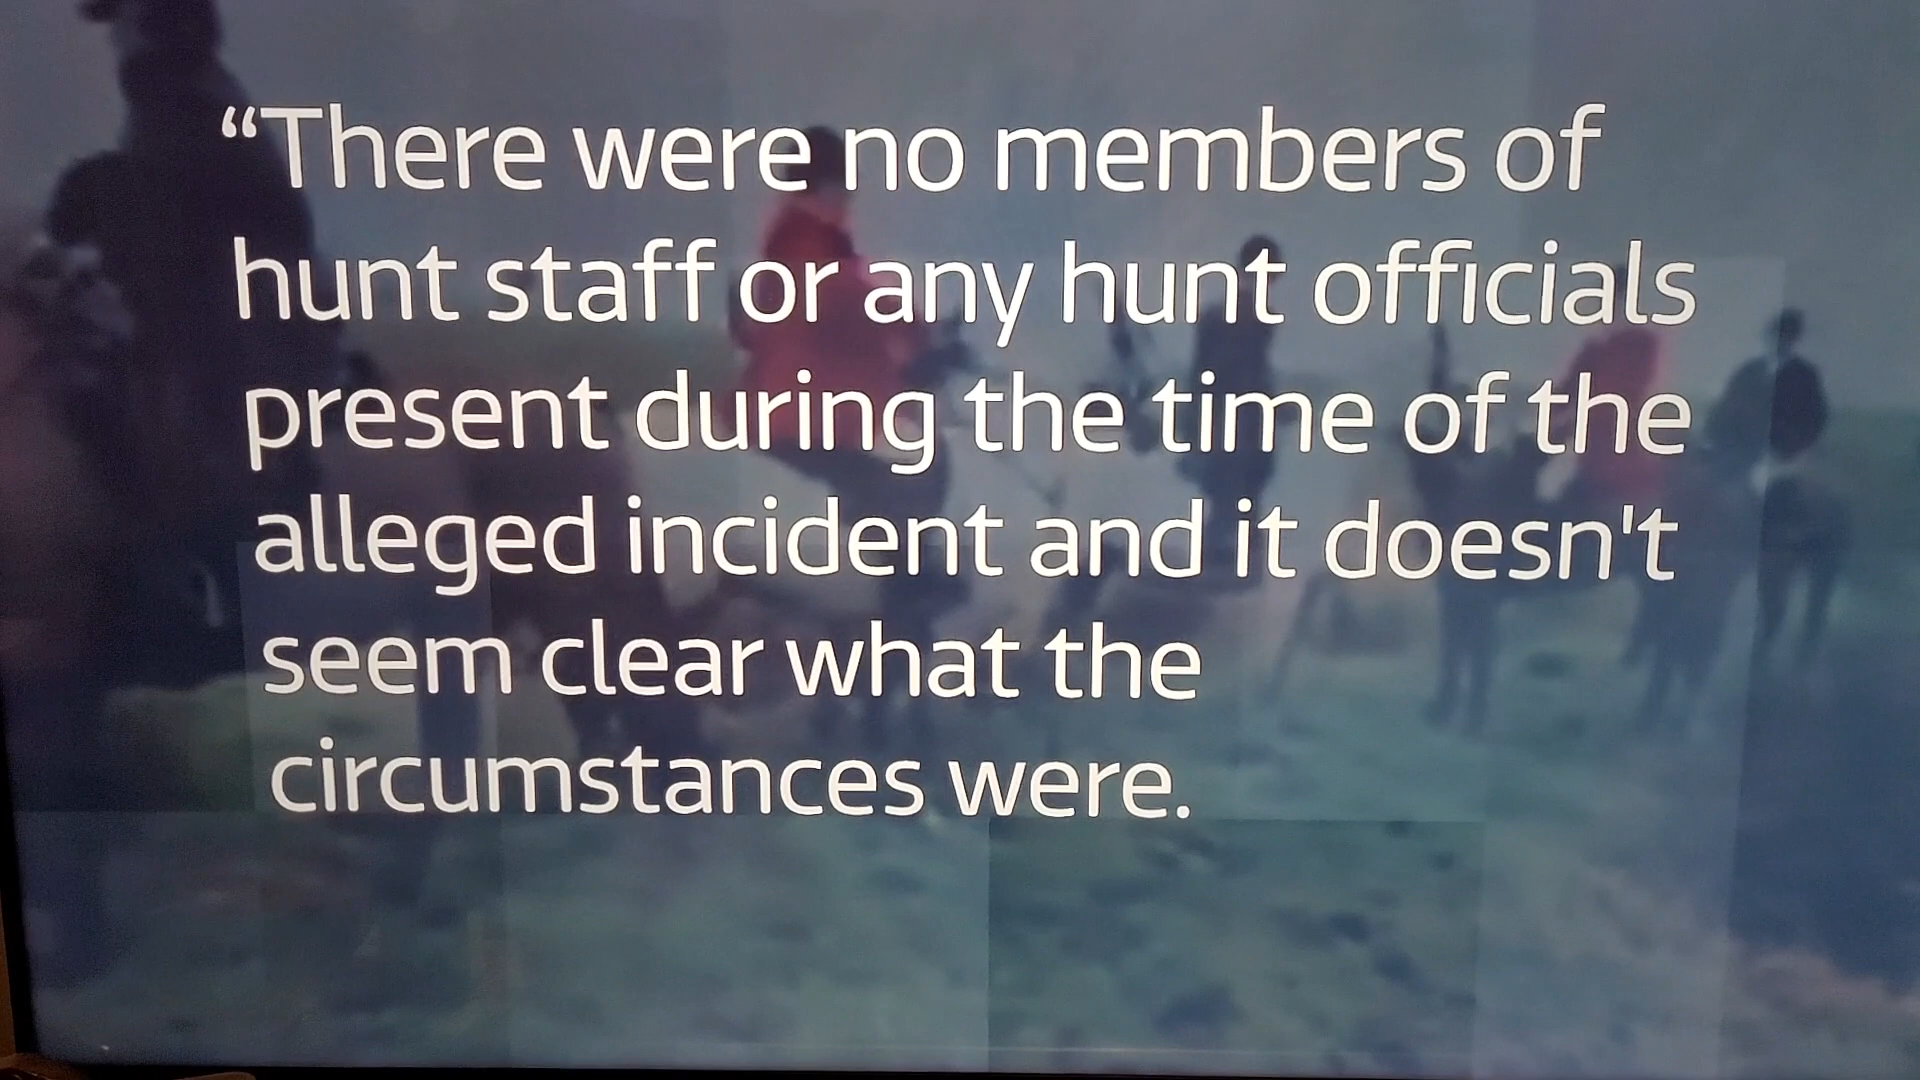 “There were no members of
hunt staff or any hunt officials
present during the time of the
alleged incident and it doesn't
seem clear what the
circumstances were.